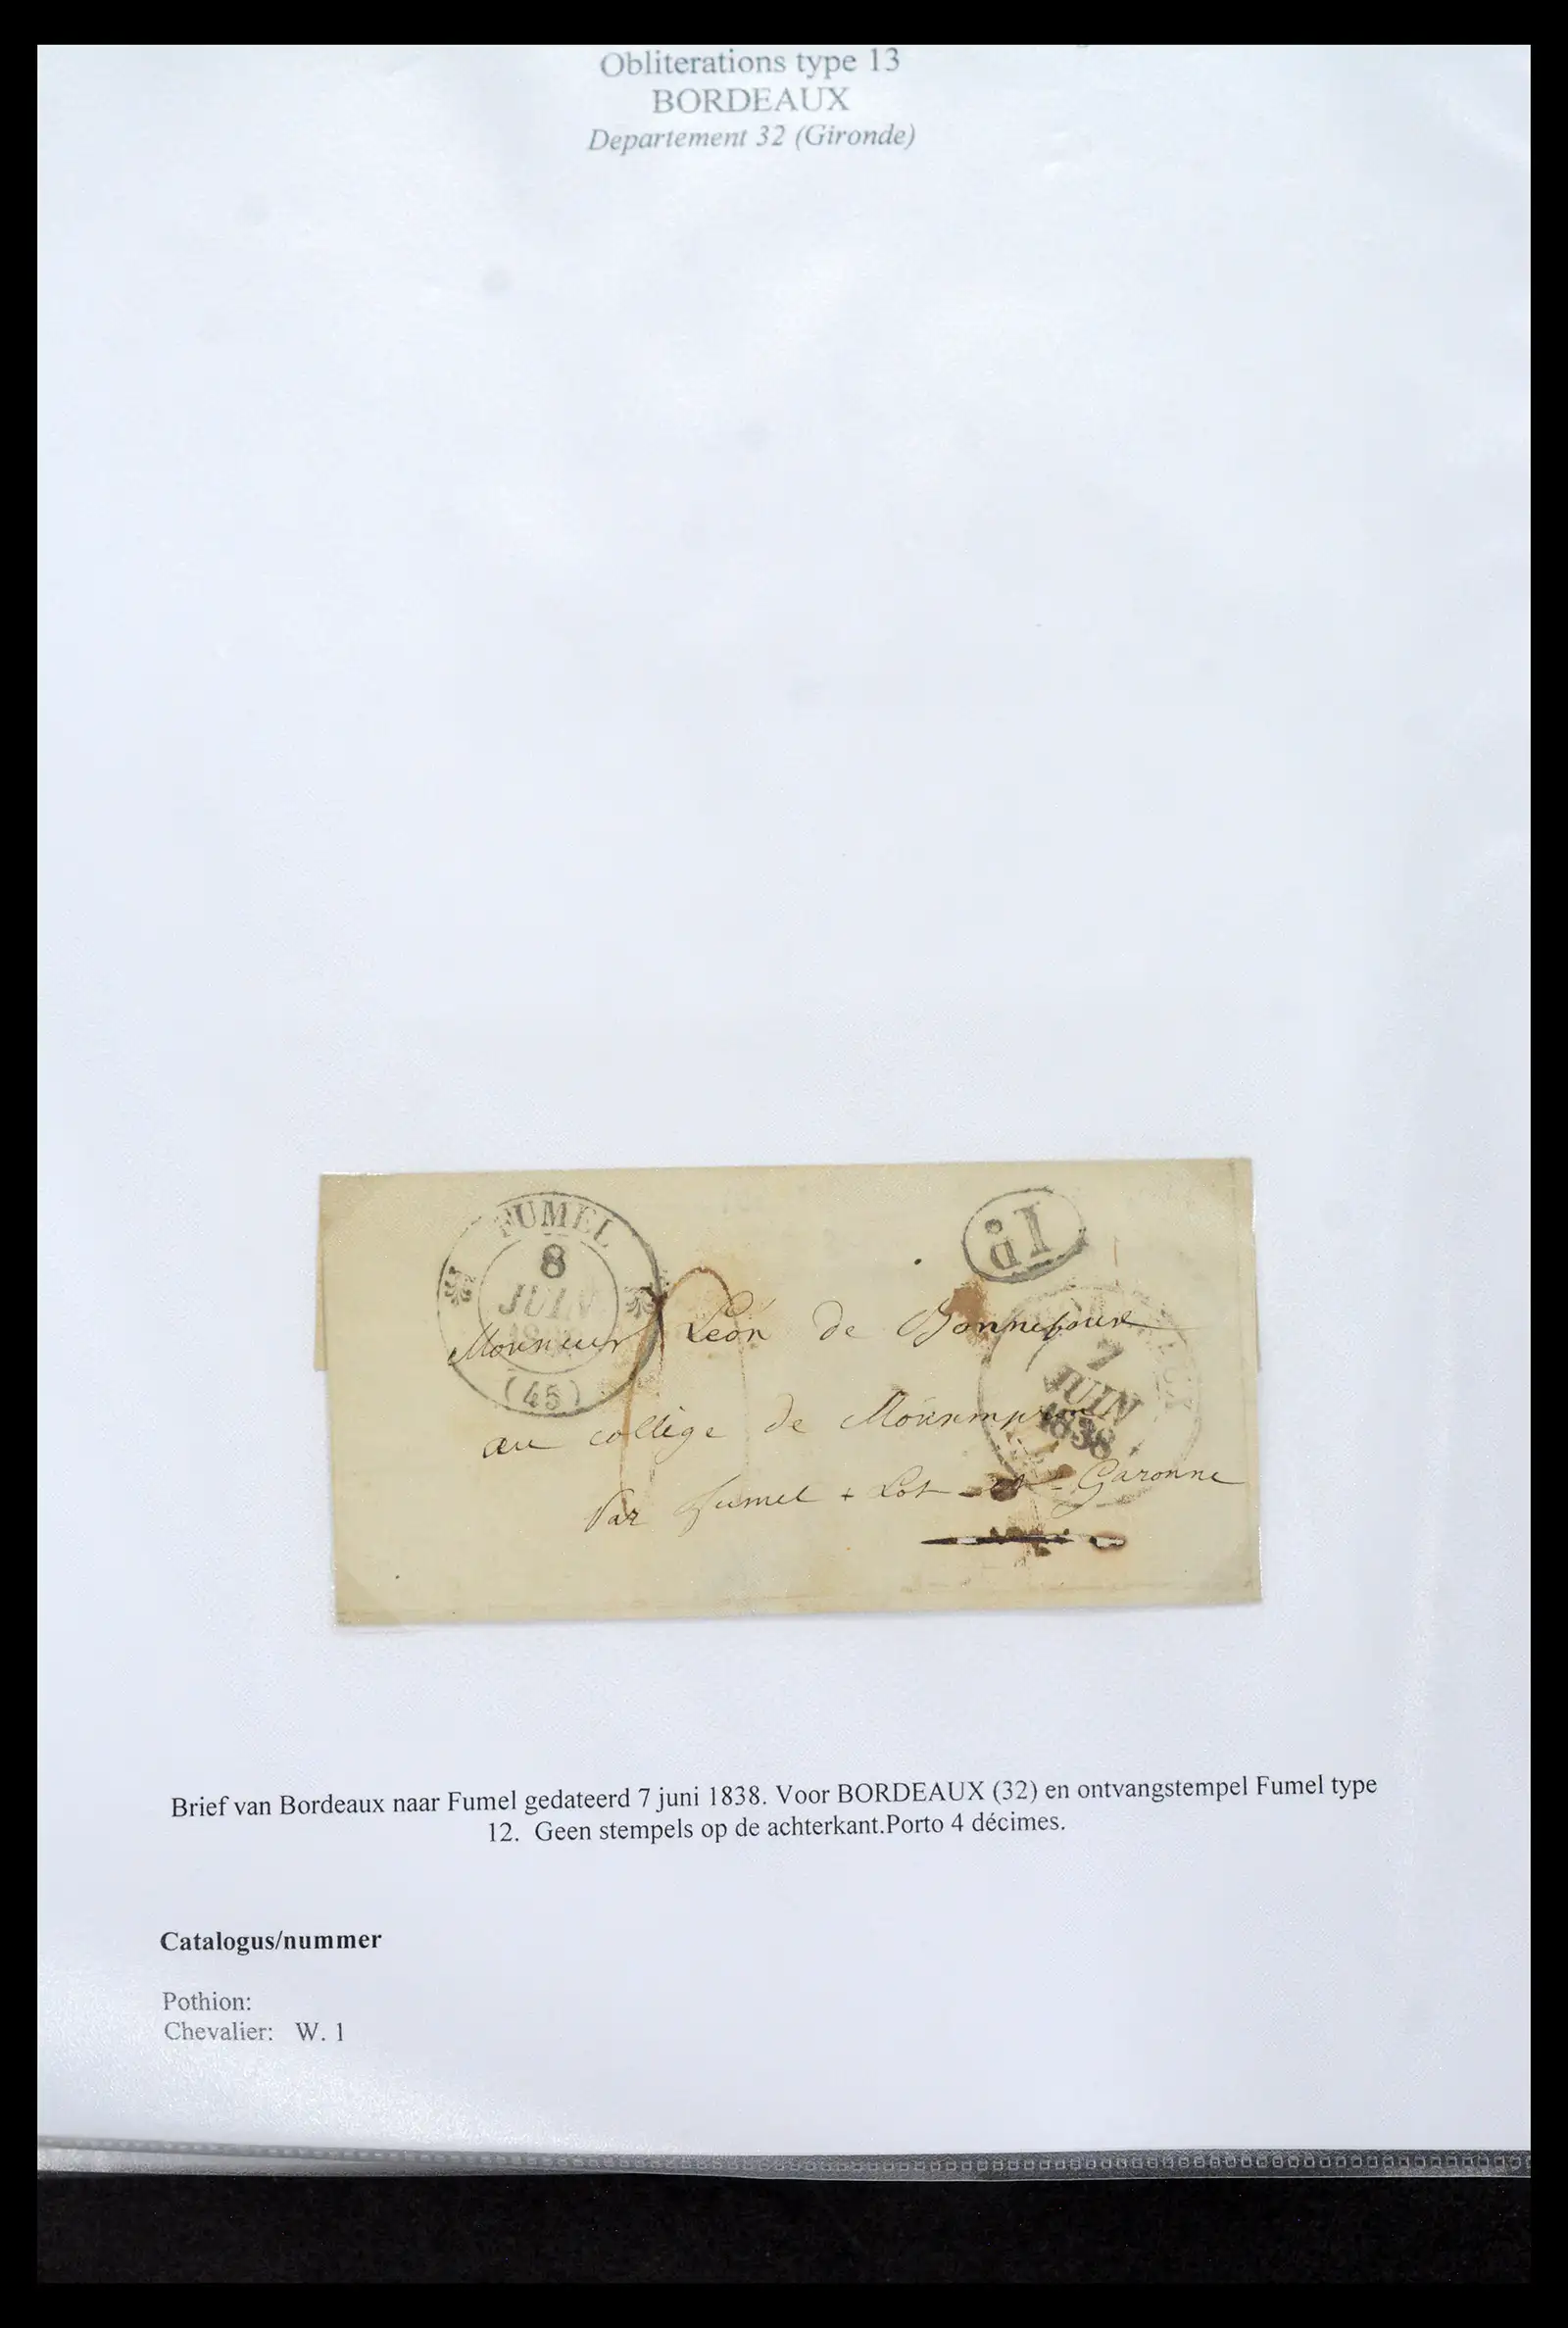 Obliterations type 13
BORDEAUX
Departement 32 (Gironde)
FUMEL
8
JUIN
(45)
7
JUIN
1838
Monsieur Léon de Bonnefoux
au collège de
Par fumel + Lot - et - Garonne
Brief van Bordeaux naar Fumel gedateerd 7 juni 1838. Voor BORDEAUX (32) en ontvangstempel Fumel type
12. Geen stempels op de achterkant.Porto 4 décimes.
Catalogus/nummer
Pothion:
Chevalier: W. 1